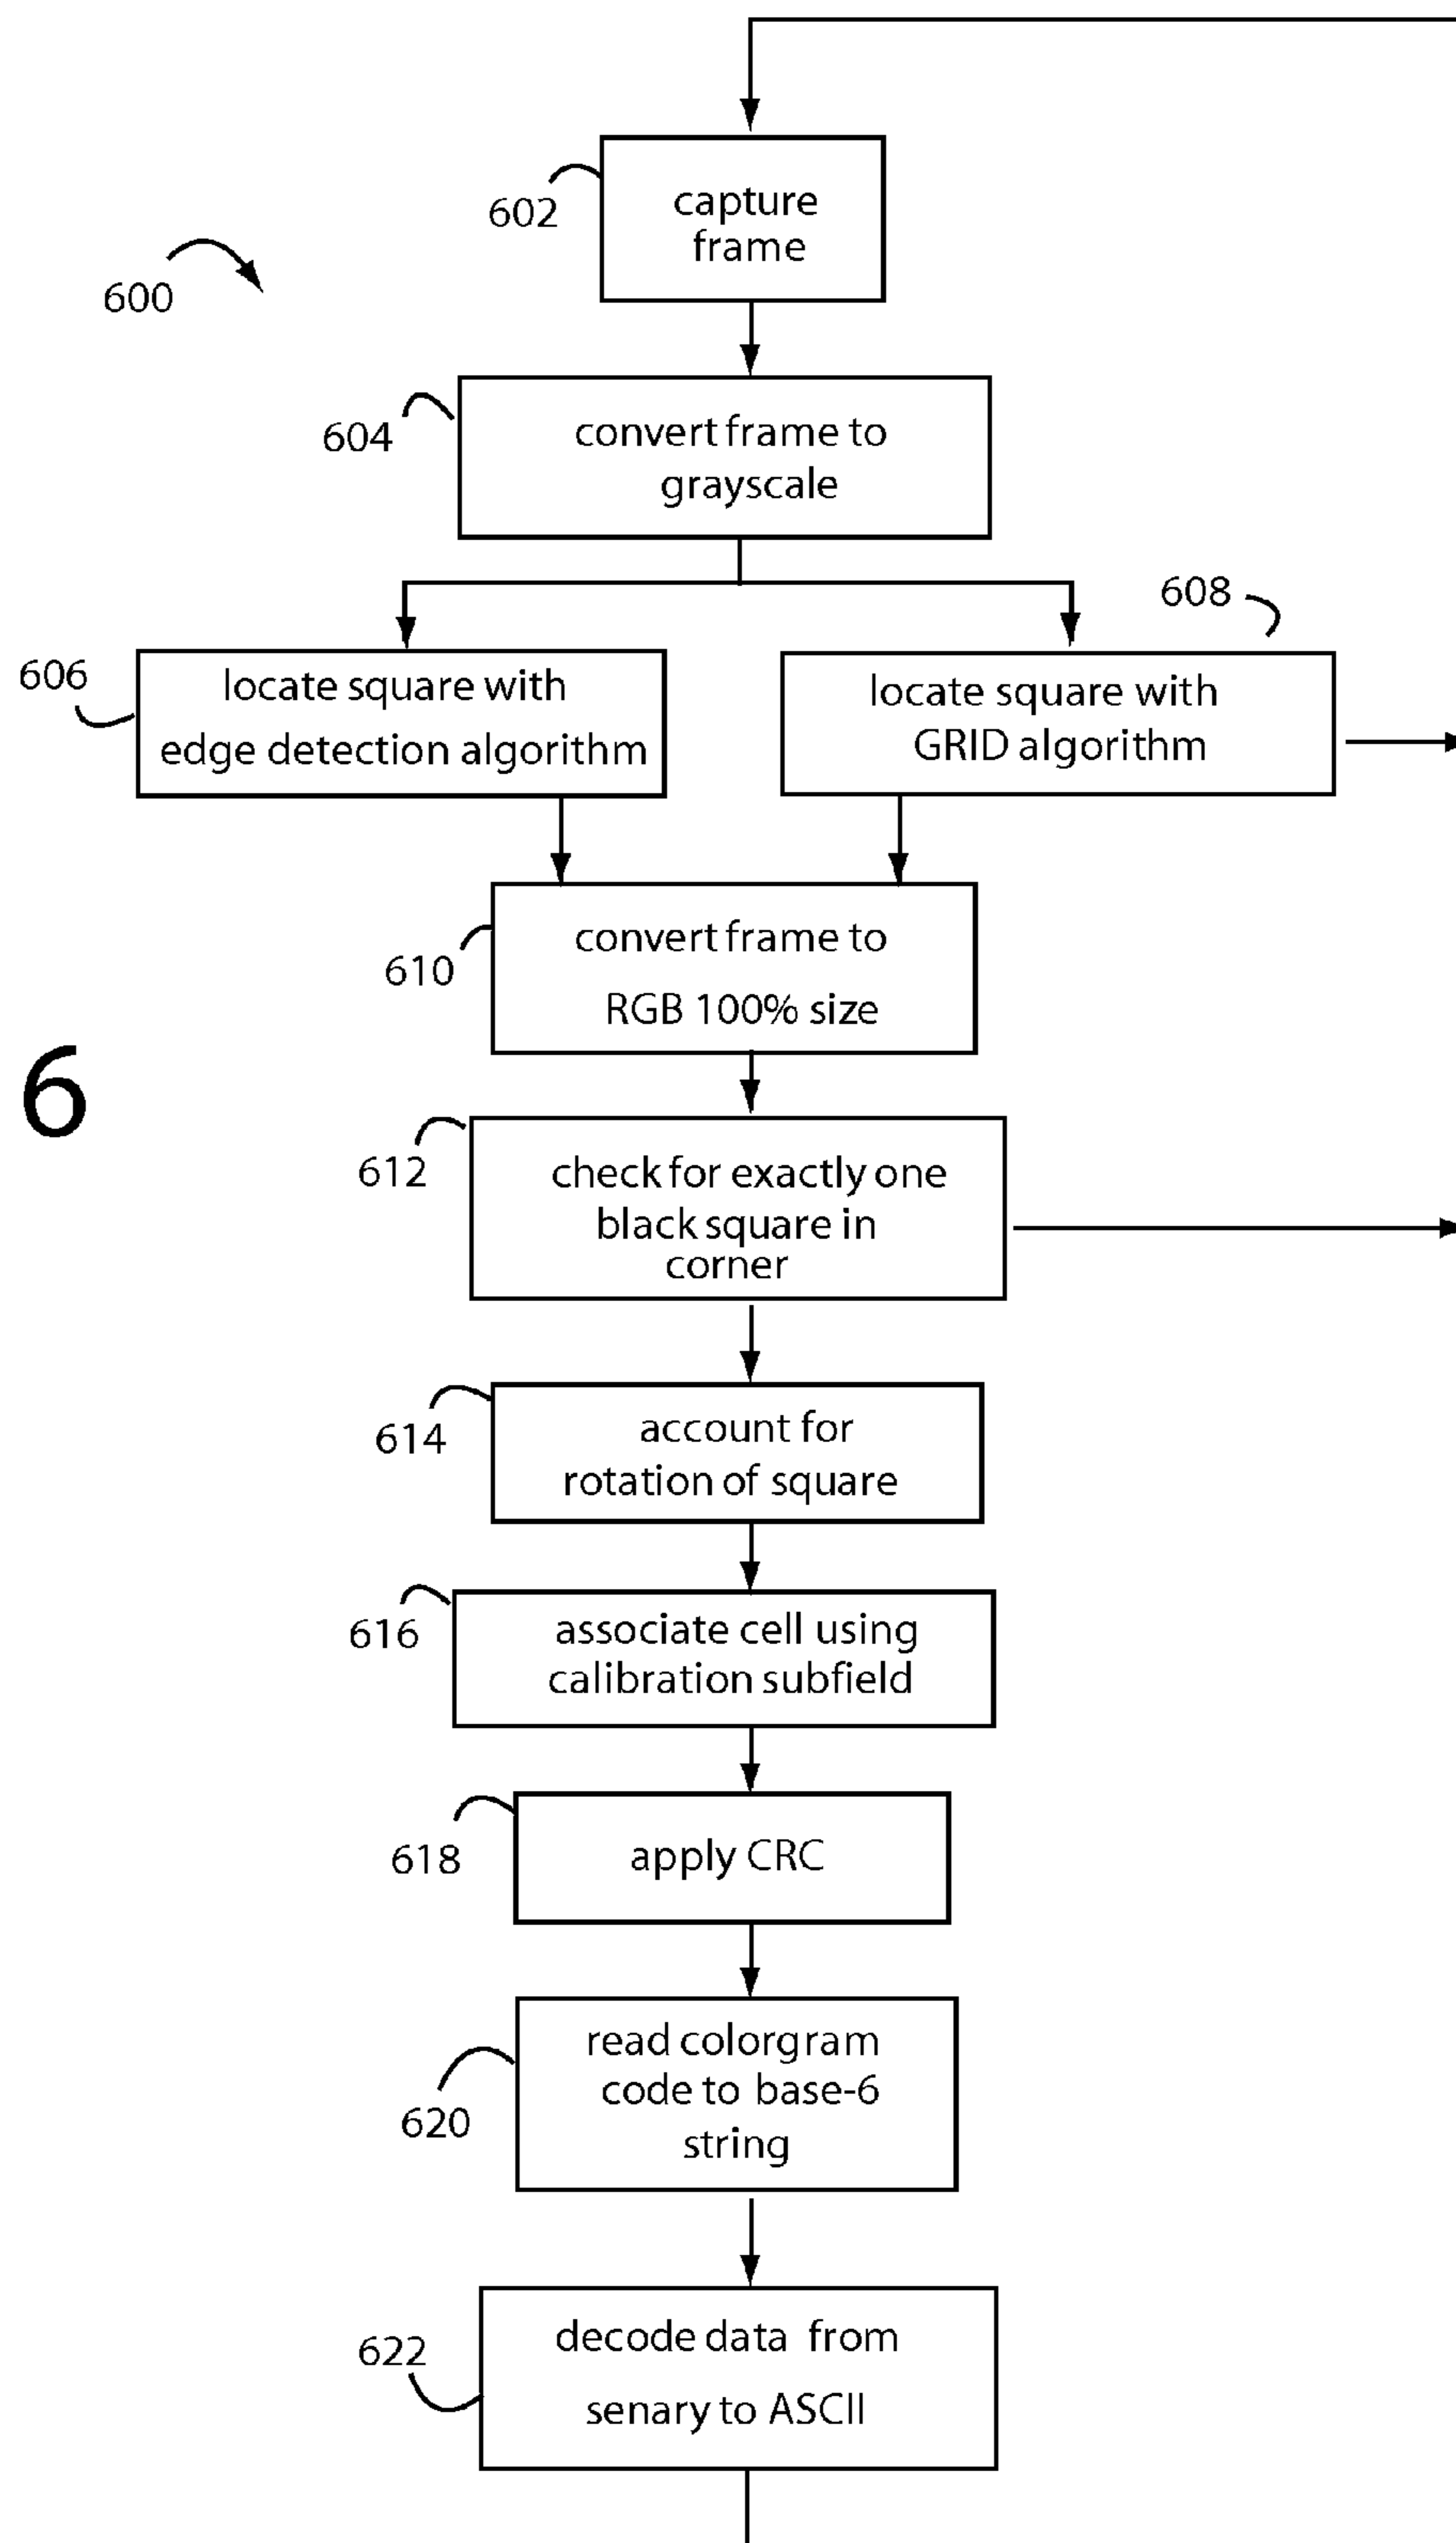 602
capture
frame
600
604
convert frame to
grayscale
608
606
locate square with
edge detection algorithm
locate square with
GRID algorithm
610
convert frame to
RGB 100% size
6
612
check for exactly one
black square in
corner
614
account for
rotation of square
616
associate cell using
calibration subfield
618
apply CRC
620
read colorgram
code to base-6
string
622
decode data from
senary to ASCII